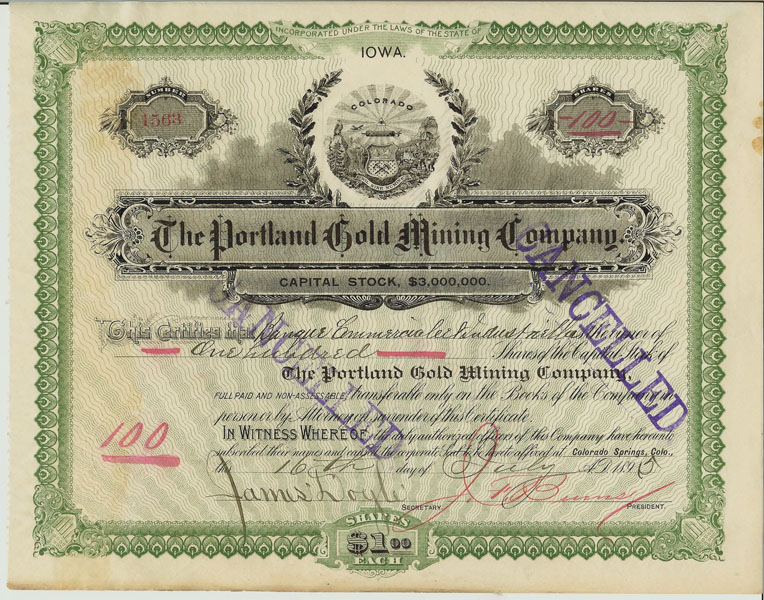 INCORPORATED UNDER THE LAWS OF THE STATE OF
IOWA.
NUMBER
1563
COLORADO
SHARES
100
The Portland Gold Mining Company.
CAPITAL STOCK, $3,000,000.
CANCELLED
CANCELLED
This Certifies that Banque Commerciale & Industrielle is the owner of
One Hundred Shares of the Capital Stock of
The Portland Gold Mining Company,
FULL PAID AND NON-ASSESSABLE, transferable only on the Books of the Company in
person or by Attorney on surrender of this Certificate.
100
IN WITNESS WHEREOF, the duly authorized officers of this Company have hereunto
subscribed their names and caused the corporate Seal to be hereto affixed at Colorado Springs, Colo.,
this 16th day of July A.D. 1895
James Doyle SECRETARY. J. F. Burns PRESIDENT.
SHARES
$1.00
EACH